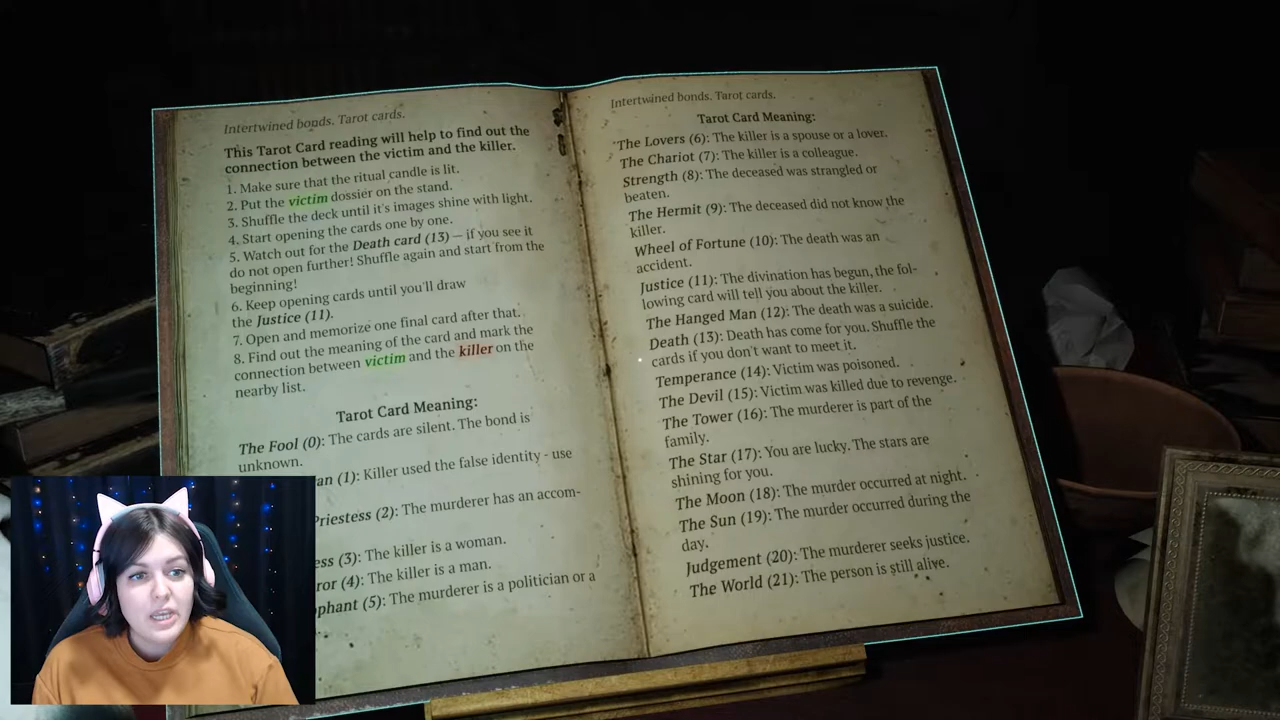 Intertwined bonds. Tarot cards.
This Tarot Card reading will help to find out the
connection between the victim and the killer.
1. Make sure that the ritual candle is lit.
2. Put the victim dossier on the stand.
3. Shuffle the deck until it's images shine with light.
4. Start opening the cards one by one.
5. Watch out for the Death card (13) — if you see it
do not open further! Shuffle again and start from the
beginning!
6. Keep opening cards until you'll draw
the Justice (11).
7. Open and memorize one final card after that.
8. Find out the meaning of the card and mark the
connection between victim and the killer on the
nearby list.
Tarot Card Meaning:
The Fool (0): The cards are silent. The bond is
unknown.
an (1): Killer used the false identity - use
Priestess (2): The murderer has an accom-
ess (3): The killer is a woman.
ror (4): The killer is a man.
ophant (5): The murderer is a politician or a
Intertwined bonds. Tarot cards.
Tarot Card Meaning:
The Lovers (6): The killer is a spouse or a lover.
The Chariot (7): The killer is a colleague.
Strength (8): The deceased was strangled or
beaten.
The Hermit (9): The deceased did not know the
killer.
Wheel of Fortune (10): The death was an
accident.
Justice (11): The divination has begun, the fol-
lowing card will tell you about the killer.
The Hanged Man (12): The death was a suicide.
Death (13): Death has come for you. Shuffle the
cards if you don't want to meet it.
Temperance (14): Victim was poisoned.
The Devil (15): Victim was killed due to revenge.
The Tower (16): The murderer is part of the
family.
The Star (17): You are lucky. The stars are
shining for you.
The Moon (18): The murder occurred at night.
The Sun (19): The murder occurred during the
day.
Judgement (20): The murderer seeks justice.
The World (21): The person is still alive.